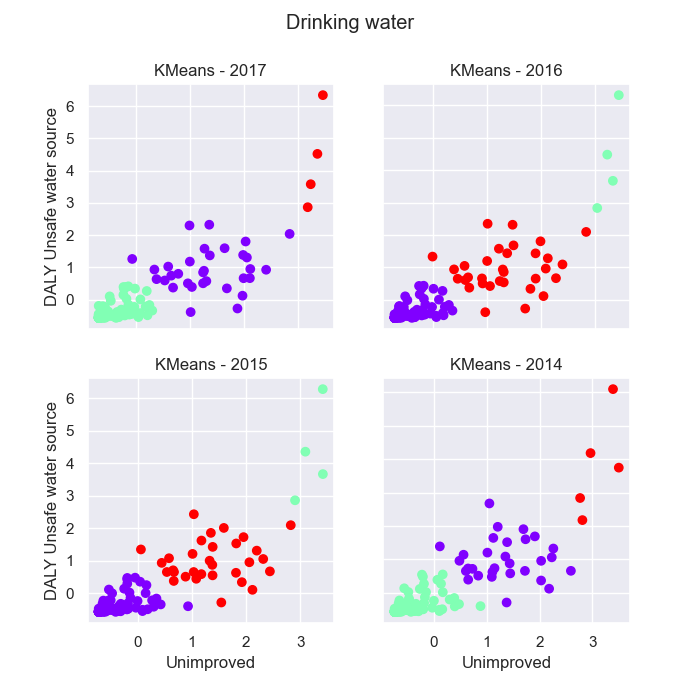 Drinking water
KMeans - 2017
KMeans - 2016
DALY Unsafe water source
6
5
4
3
2
1
0
KMeans - 2015
KMeans - 2014
DALY Unsafe water source
6
5
4
3
2
1
0
0 1 2 3
0 1 2 3
Unimproved
Unimproved